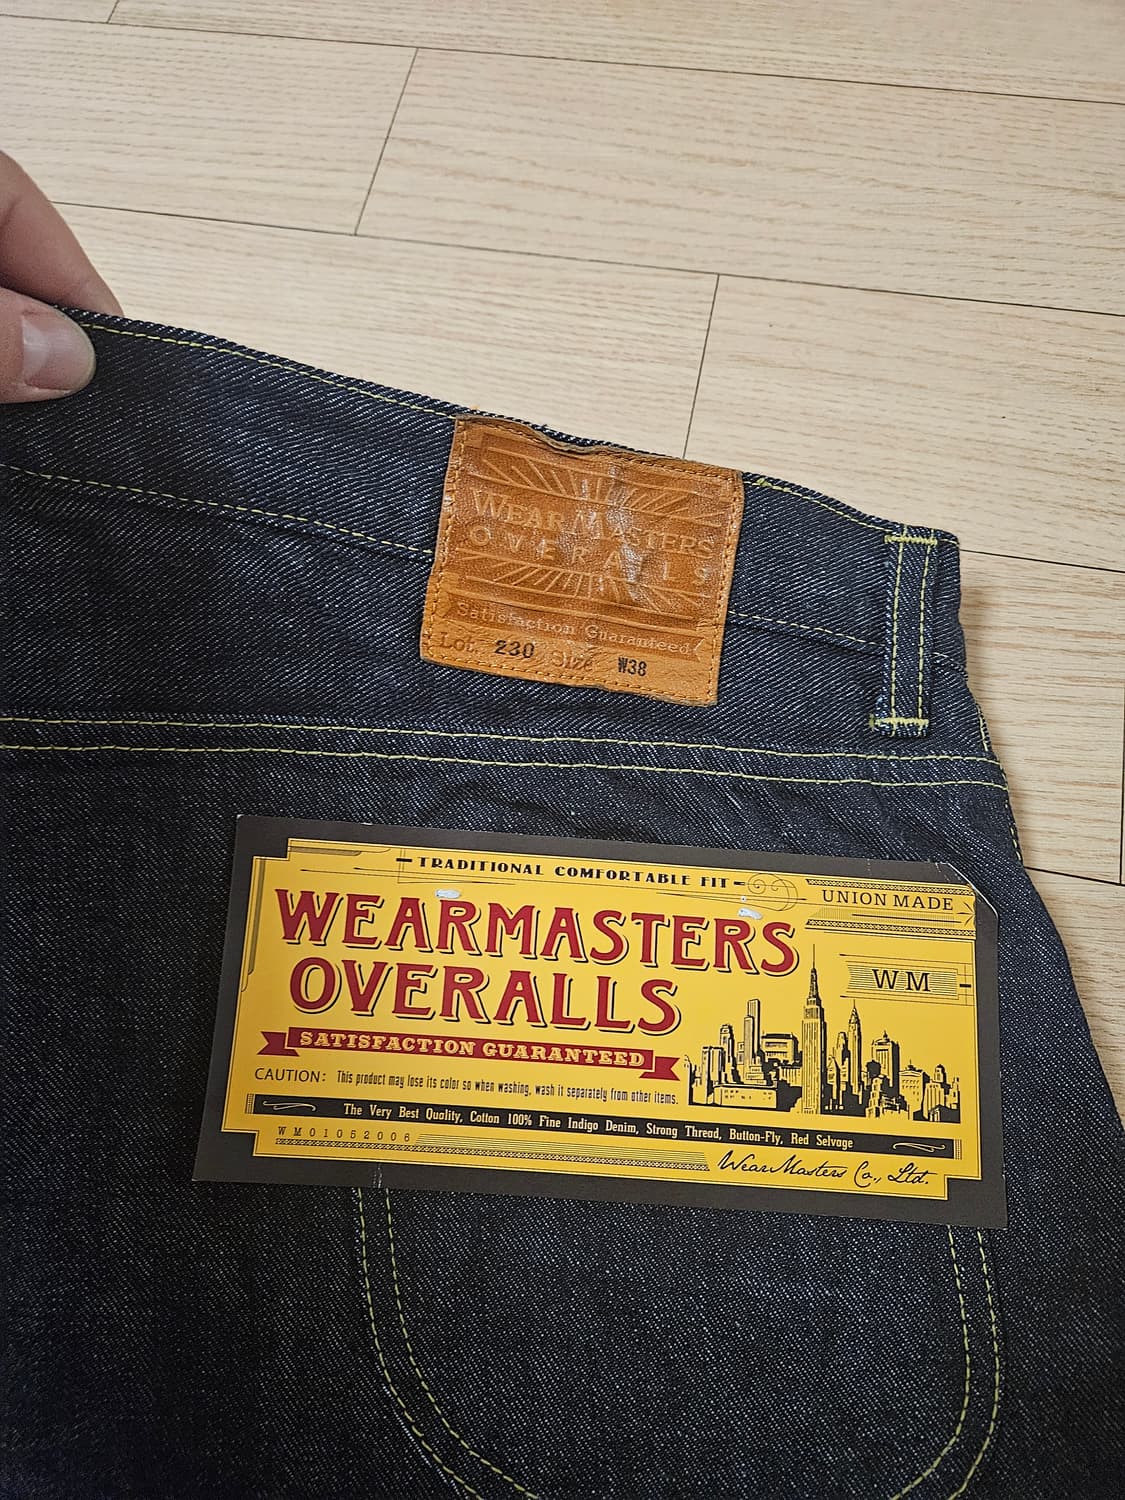 WEAR MASTERS
OVERALLS
Satisfaction Guaranteed
Lot. 230 Size W38
TRADITIONAL COMFORTABLE FIT
UNION MADE
WEARMASTERS
OVERALLS
WM
SATISFACTION GUARANTEED
CAUTION: This product may lose its color so when washing, wash it separately from other items.
The Very Best Quality, Cotton 100% Fine Indigo Denim, Strong Thread, Button-Fly, Red Selvage
WM01052006
WearMasters Co., Ltd.